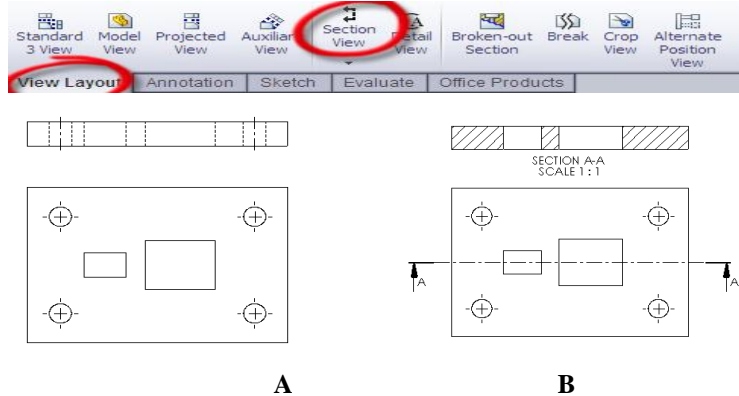 Standard 3 View
Model View
Projected View
Auxiliary View
Section View
Detail View
Broken-out Section
Break
Crop View
Alternate Position View
View Layout
Annotation
Sketch
Evaluate
Office Products
SECTION A-A
SCALE 1 : 1
A
A
A
B